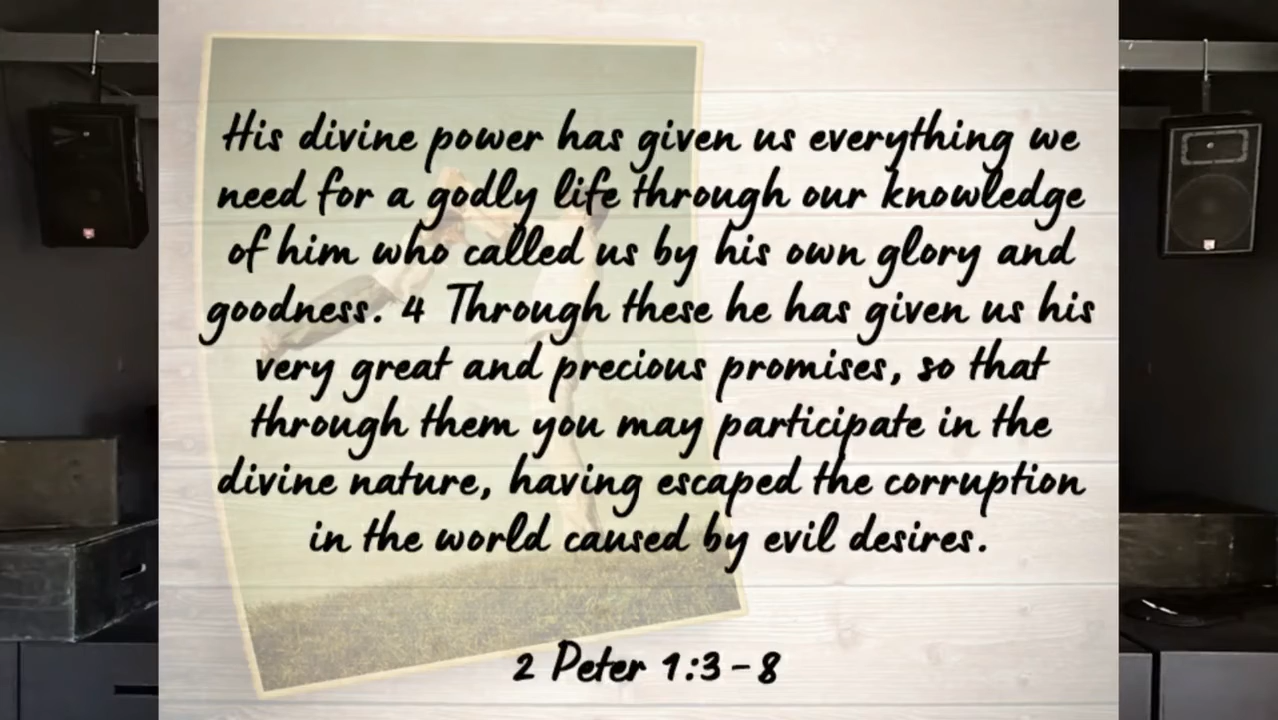 His divine power has given us everything we
need for a godly life through our knowledge
of him who called us by his own glory and
goodness. 4 Through these he has given us his
very great and precious promises, so that
through them you may participate in the
divine nature, having escaped the corruption
in the world caused by evil desires.
2 Peter 1:3-8